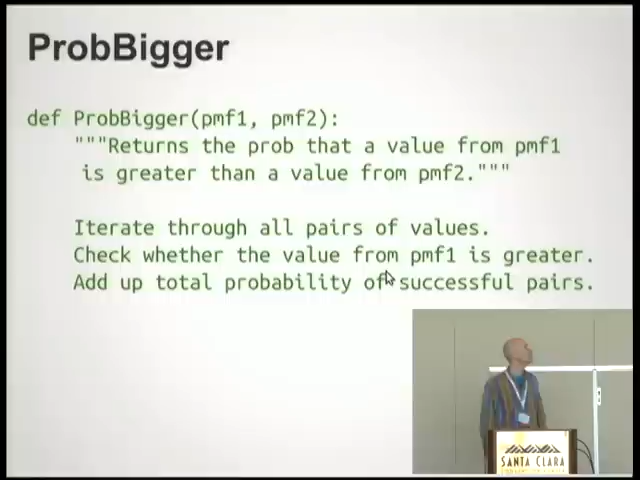 ProbBigger
def ProbBigger(pmf1, pmf2):
"""Returns the prob that a value from pmf1
is greater than a value from pmf2."""
Iterate through all pairs of values.
Check whether the value from pmf1 is greater.
Add up total probability of successful pairs.
SANTA CLARA